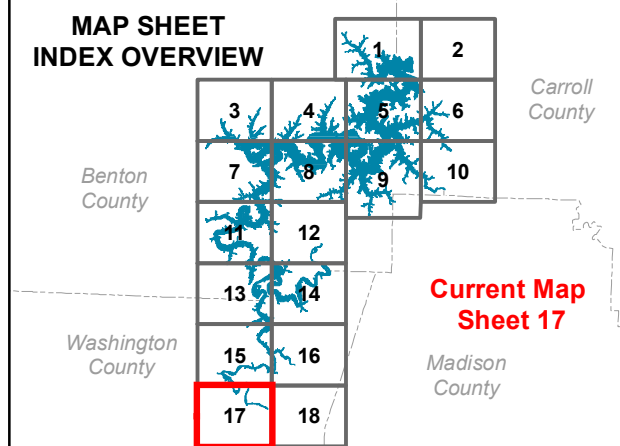 MAP SHEET
INDEX OVERVIEW
1
2
Carroll
County
3
4
5
6
Benton
County
7
8
9
10
11
12
13
14
Current Map
Sheet 17
Washington
County
15
16
Madison
County
17
18